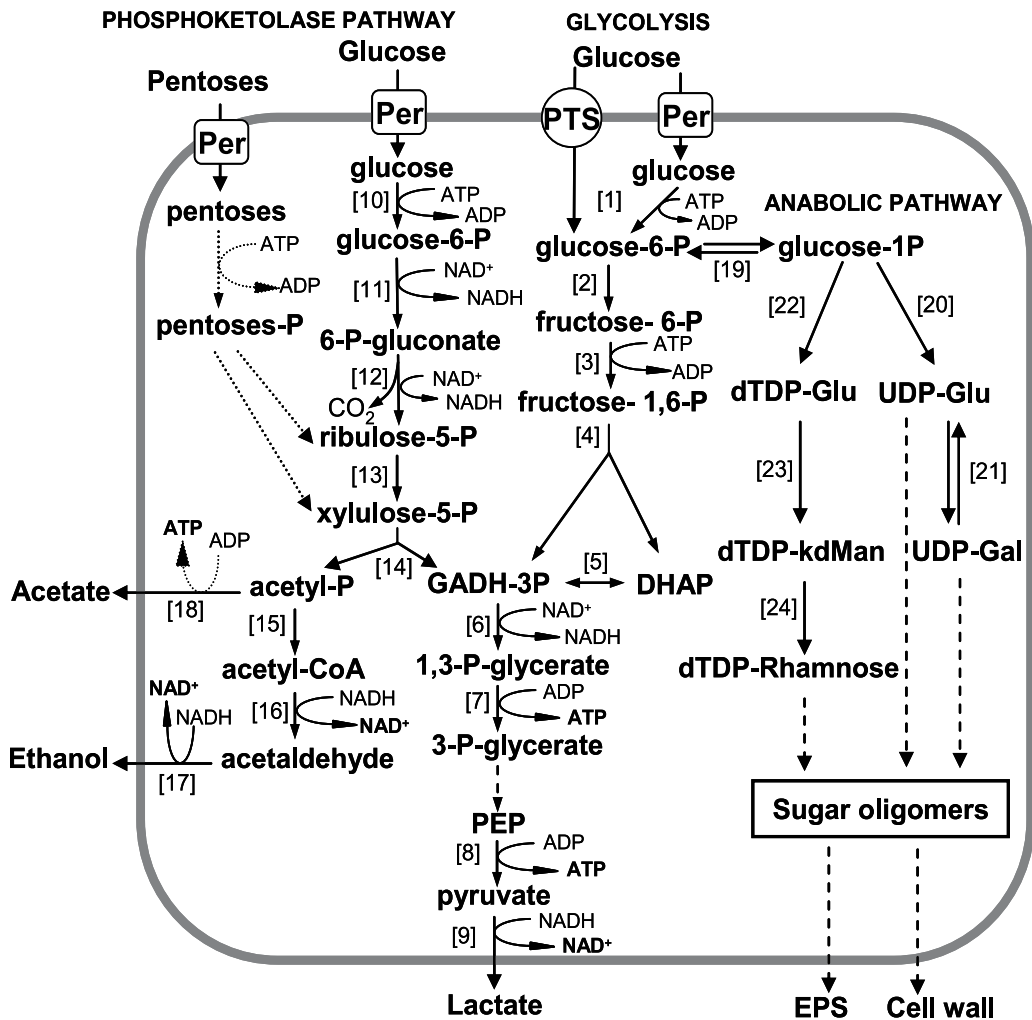 PHOSPHOKETOLASE PATHWAY
GLYCOLYSIS
Glucose
Glucose
Pentoses
Per
PTS
Per
Per
glucose
glucose
[10]
ATP
ADP
[1]
ATP
ADP
ANABOLIC PATHWAY
pentoses
glucose-6-P
glucose-6-P
[19]
glucose-1P
ATP
ADP
[11]
NAD+
NADH
[2]
[22]
[20]
pentoses-P
6-P-gluconate
fructose- 6-P
[3]
ATP
ADP
[12]
NAD+
NADH
CO2
fructose- 1,6-P
dTDP-Glu
UDP-Glu
ribulose-5-P
[4]
[13]
[23]
[21]
xylulose-5-P
ATP
ADP
[14]
dTDP-kdMan
UDP-Gal
Acetate
[18]
acetyl-P
GADH-3P
[5]
DHAP
[15]
[6]
NAD+
NADH
[24]
acetyl-CoA
1,3-P-glycerate
dTDP-Rhamnose
NAD+
NADH
[16]
NADH
NAD+
[7]
ADP
ATP
Ethanol
[17]
acetaldehyde
3-P-glycerate
Sugar oligomers
PEP
[8]
ADP
ATP
pyruvate
[9]
NADH
NAD+
Lactate
EPS
Cell wall